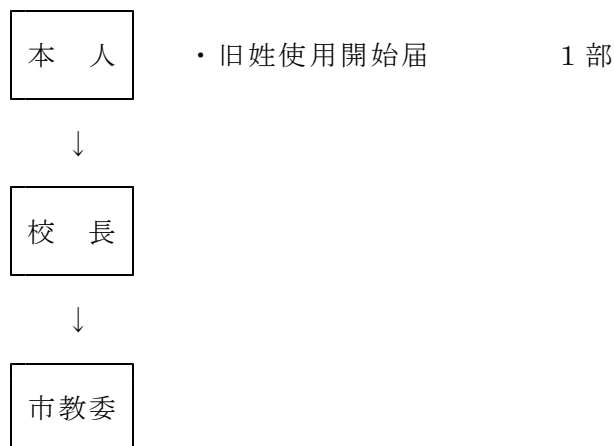 本　人　・旧姓使用開始届　　　　１部
↓
校　長
↓
市教委